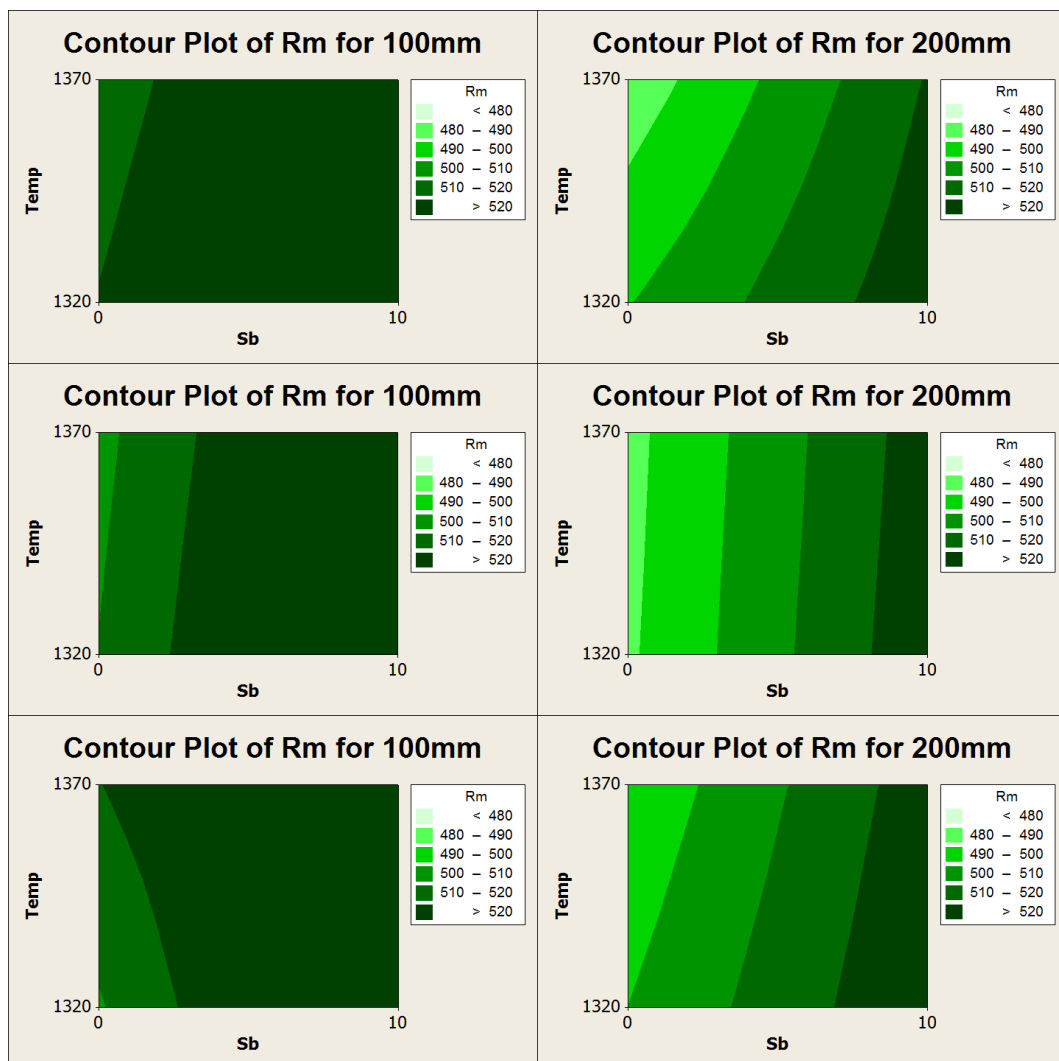 Contour Plot of Rm for 100mm
1370
1320
Temp
0
10
Sb
Rm
< 480
480 – 490
490 – 500
500 – 510
510 – 520
> 520
Contour Plot of Rm for 200mm
1370
1320
Temp
0
10
Sb
Rm
< 480
480 – 490
490 – 500
500 – 510
510 – 520
> 520
Contour Plot of Rm for 100mm
1370
1320
Temp
0
10
Sb
Rm
< 480
480 – 490
490 – 500
500 – 510
510 – 520
> 520
Contour Plot of Rm for 200mm
1370
1320
Temp
0
10
Sb
Rm
< 480
480 – 490
490 – 500
500 – 510
510 – 520
> 520
Contour Plot of Rm for 100mm
1370
1320
Temp
0
10
Sb
Rm
< 480
480 – 490
490 – 500
500 – 510
510 – 520
> 520
Contour Plot of Rm for 200mm
1370
1320
Temp
0
10
Sb
Rm
< 480
480 – 490
490 – 500
500 – 510
510 – 520
> 520